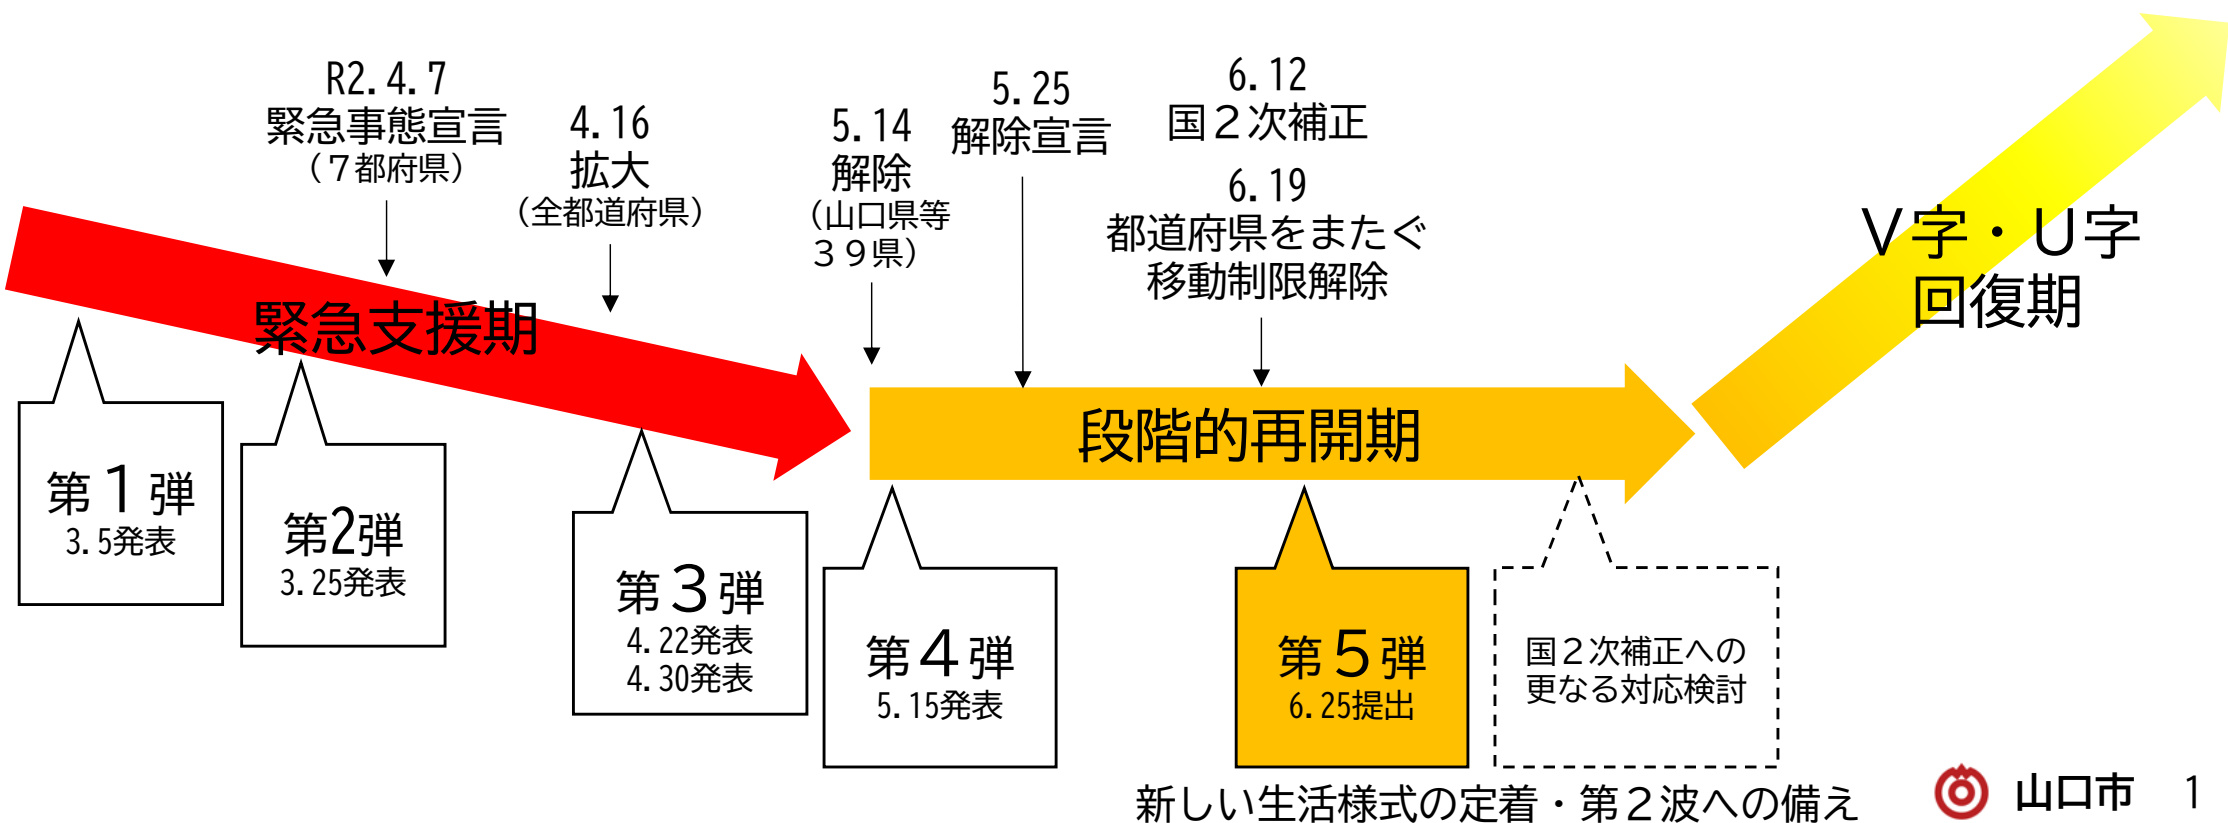 R2.4.7
緊急事態宣言
（７都府県）
4.16
拡大
（全都道府県）
5.14
解除
（山口県等
３９県）
5.25
解除宣言
6.12
国２次補正
6.19
都道府県をまたぐ
移動制限解除
Ｖ字・Ｕ字
回復期
緊急支援期
段階的再開期
第１弾
3.5発表
第2弾
3.25発表
第３弾
4.22発表
4.30発表
第４弾
5.15発表
第５弾
6.25提出
国２次補正への
更なる対応検討
新しい生活様式の定着・第２波への備え
山口市 1